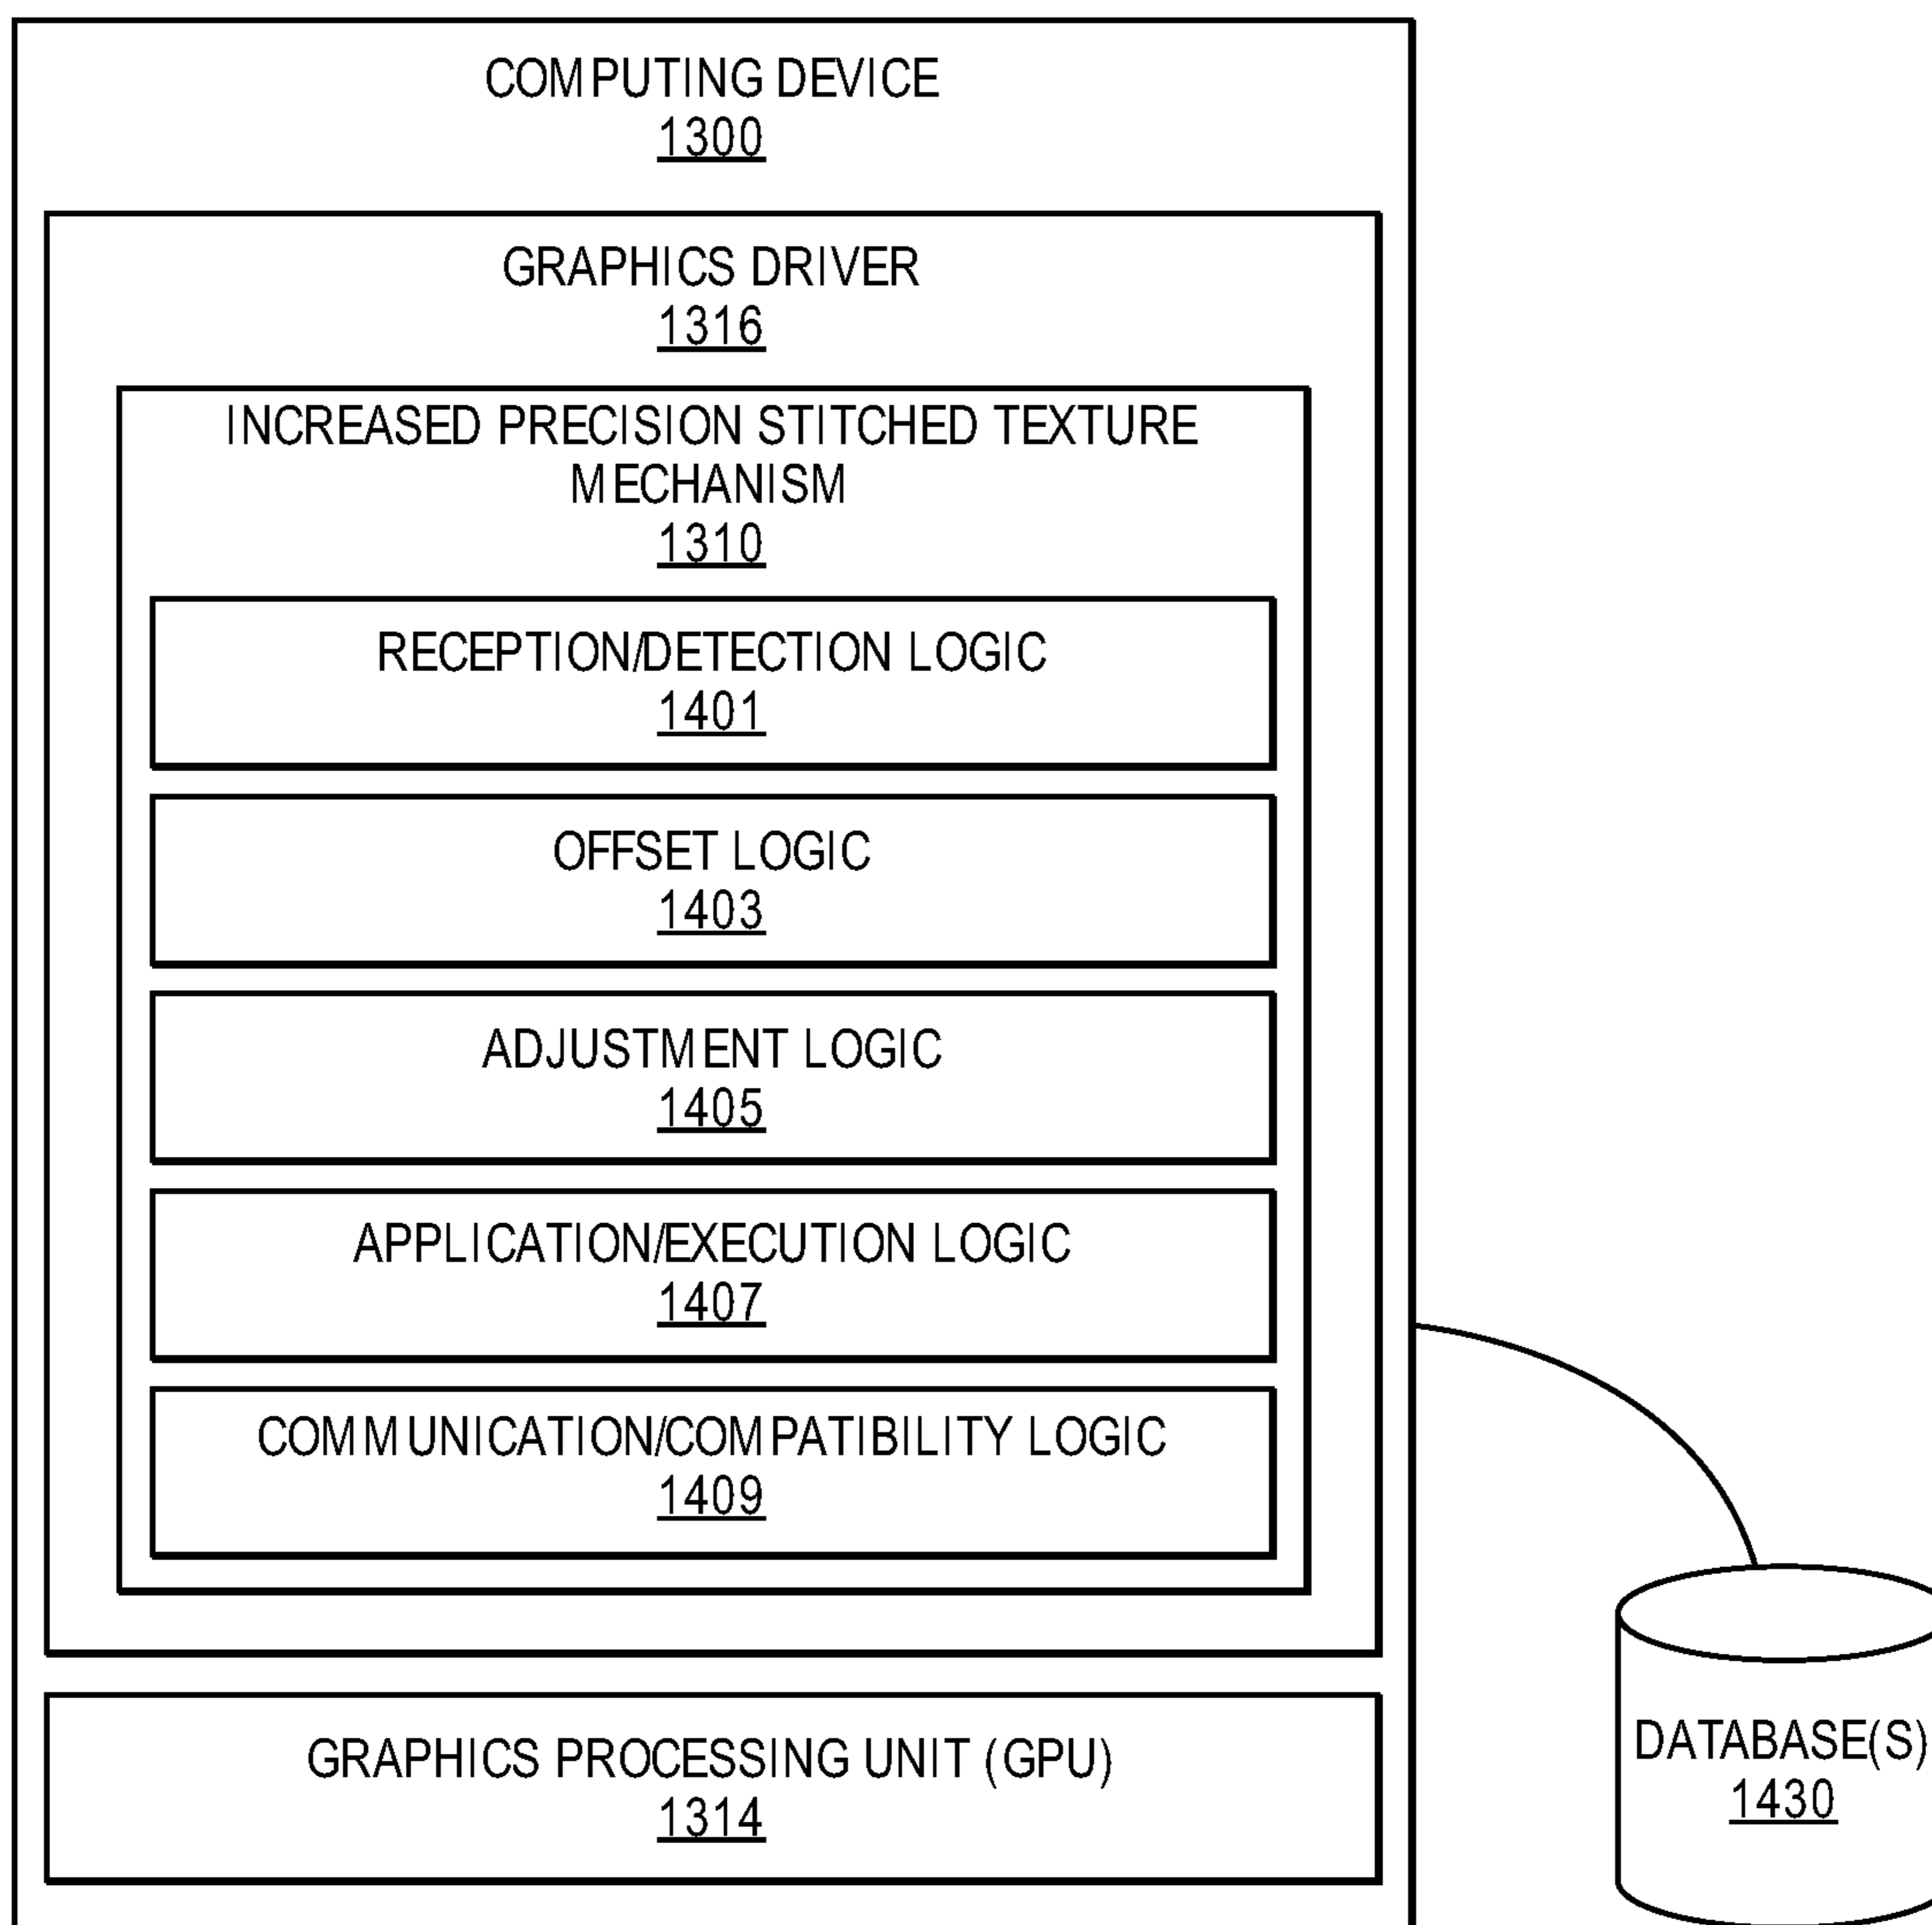 COMPUTING DEVICE
1300
GRAPHICS DRIVER
1316
INCREASED PRECISION STITCHED TEXTURE
MECHANISM
1310
RECEPTION/DETECTION LOGIC
1401
OFFSET LOGIC
1403
ADJUSTMENT LOGIC
1405
APPLICATION/EXECUTION LOGIC
1407
COMMUNICATION/COMPATIBILITY LOGIC
1409
GRAPHICS PROCESSING UNIT (GPU)
1314
DATABASE(S)
1430